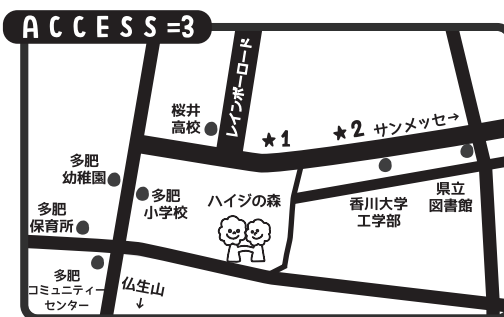 ACCESS=3
レインボーロード
桜井
高校
★1
★2
サンメッセ→
多肥
幼稚園
多肥
小学校
ハイジの森
香川大学
工学部
県立
図書館
多肥
保育所
多肥
コミュニティー
センター
仏生山
↓